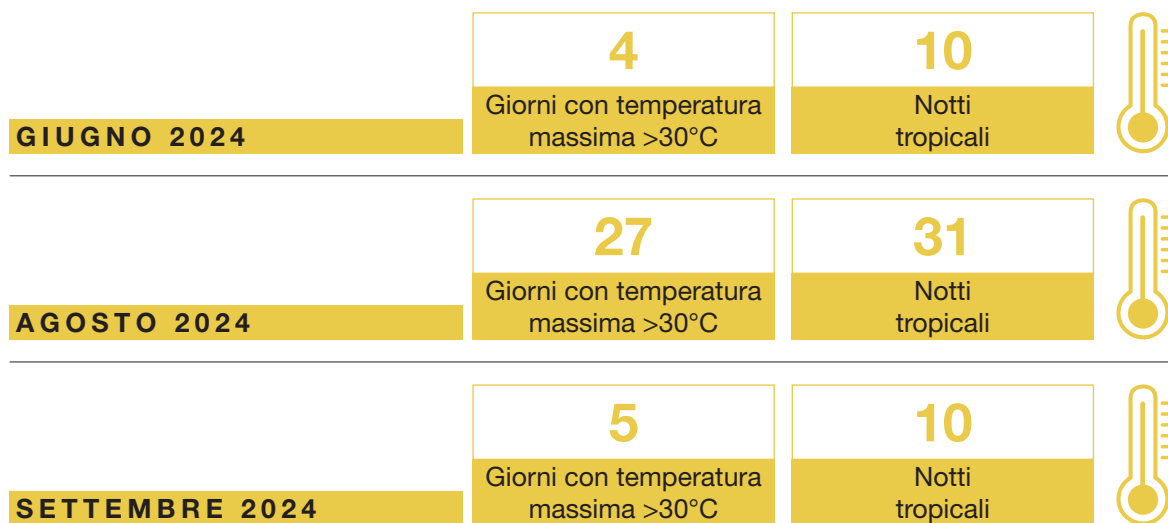 4
10
Giorni con temperatura
massima >30°C
Notti
tropicali
GIUGNO 2024
27
31
Giorni con temperatura
massima >30°C
Notti
tropicali
AGOSTO 2024
5
10
Giorni con temperatura
massima >30°C
Notti
tropicali
SETTEMBRE 2024